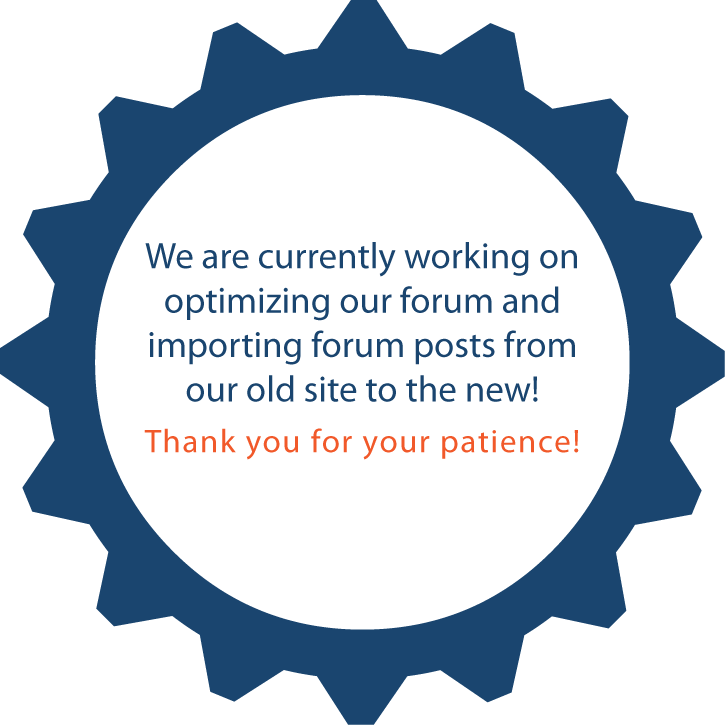 We are currently working on
optimizing our forum and
importing forum posts from
our old site to the new!
Thank you for your patience!